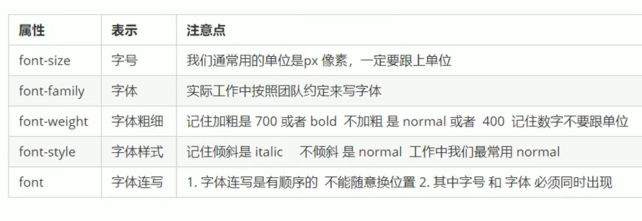 属性 表示 注意点
font-size 字号 我们通常用的单位是px 像素，一定要跟上单位
font-family 字体 实际工作中按照团队约定来写字体
font-weight 字体粗细 记住加粗是 700 或者 bold 不加粗 是 normal 或者 400 记住数字不要跟单位
font-style 字体样式 记住倾斜是 italic 不倾斜 是 normal 工作中我们最常用 normal
font 字体连写 1. 字体连写是有顺序的 不能随意换位置 2. 其中字号 和 字体 必须同时出现